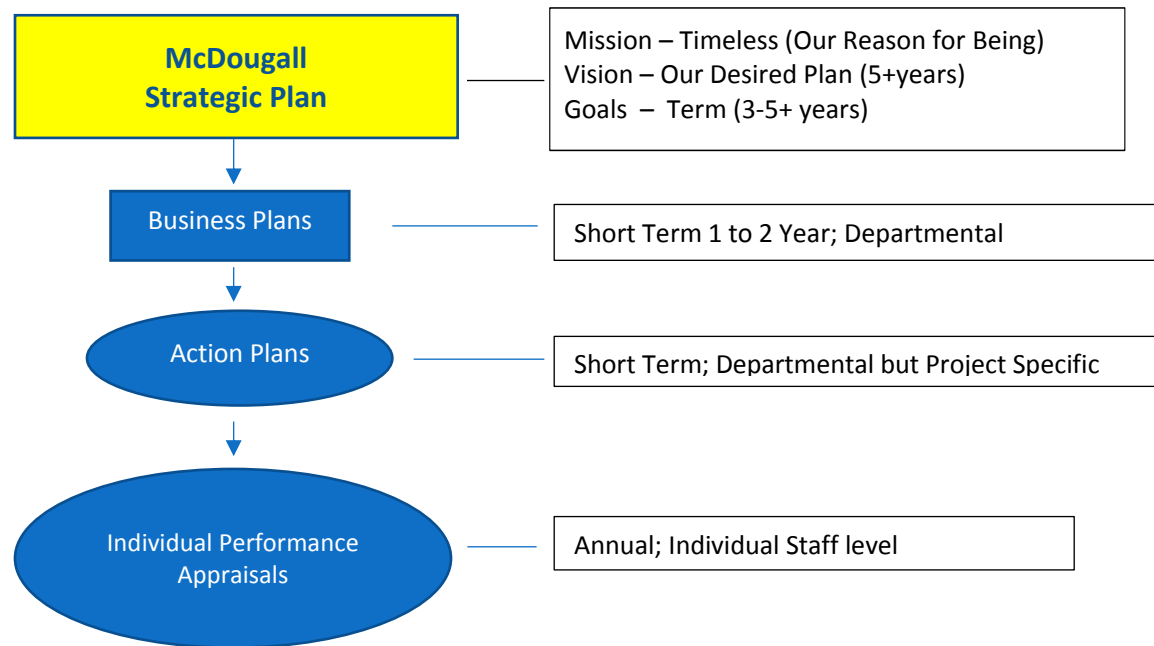 McDougall
Strategic Plan
Mission – Timeless (Our Reason for Being)
Vision – Our Desired Plan (5+years)
Goals – Term (3-5+ years)
Business Plans
Short Term 1 to 2 Year; Departmental
Action Plans
Short Term; Departmental but Project Specific
Individual Performance
Appraisals
Annual; Individual Staff level